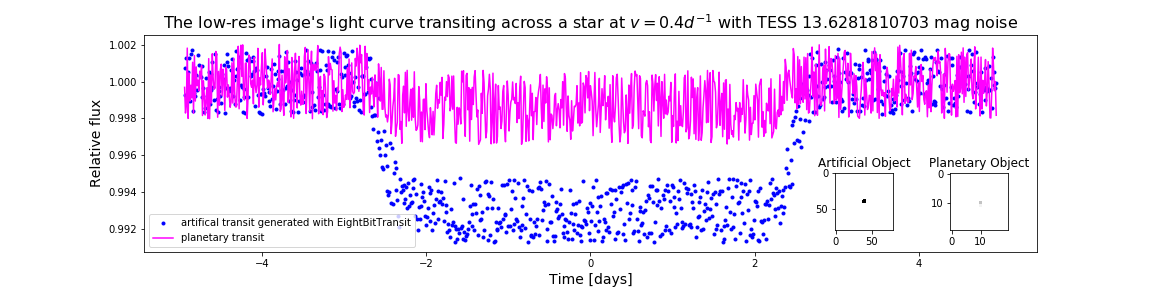 The low-res image's light curve transiting across a star at v = 0.4d⁻¹ with TESS 13.6281810703 mag noise
Relative flux
1.002
1.000
0.998
0.996
0.994
0.992
artifical transit generated with EightBitTransit
planetary transit
Artificial Object
0
50
0 50
Planetary Object
0
10
0 10
−4 −2 0 2 4
Time [days]